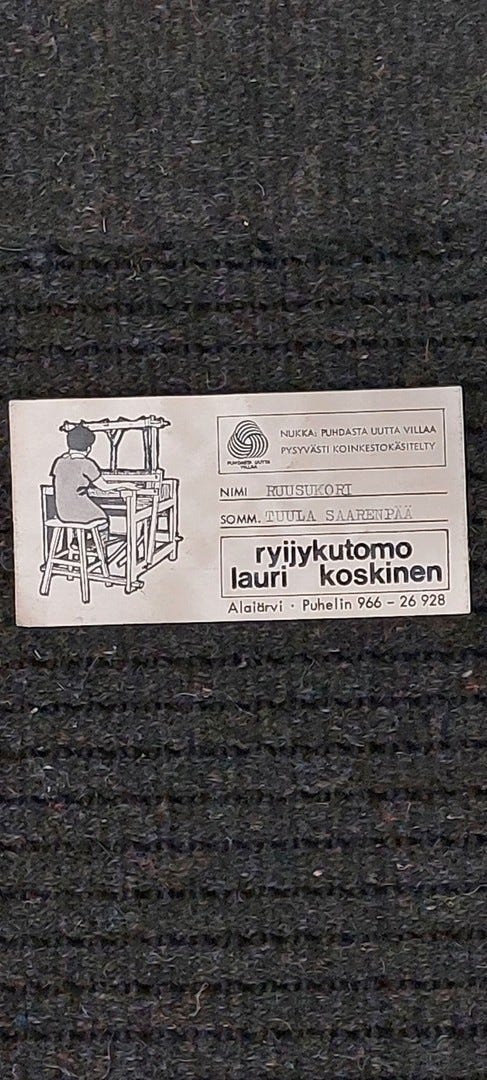 PUHDASTA UUTTA
VILLAA
NUKKA: PUHDASTA UUTTA VILLAA
PYSYVÄSTI KOINKESTOKÄSITELTY
NIMI RUUSUKORI
SOMM. TUULA SAARENPÄÄ
ryijykutomo
lauri koskinen
Alajärvi · Puhelin 966 - 26 928